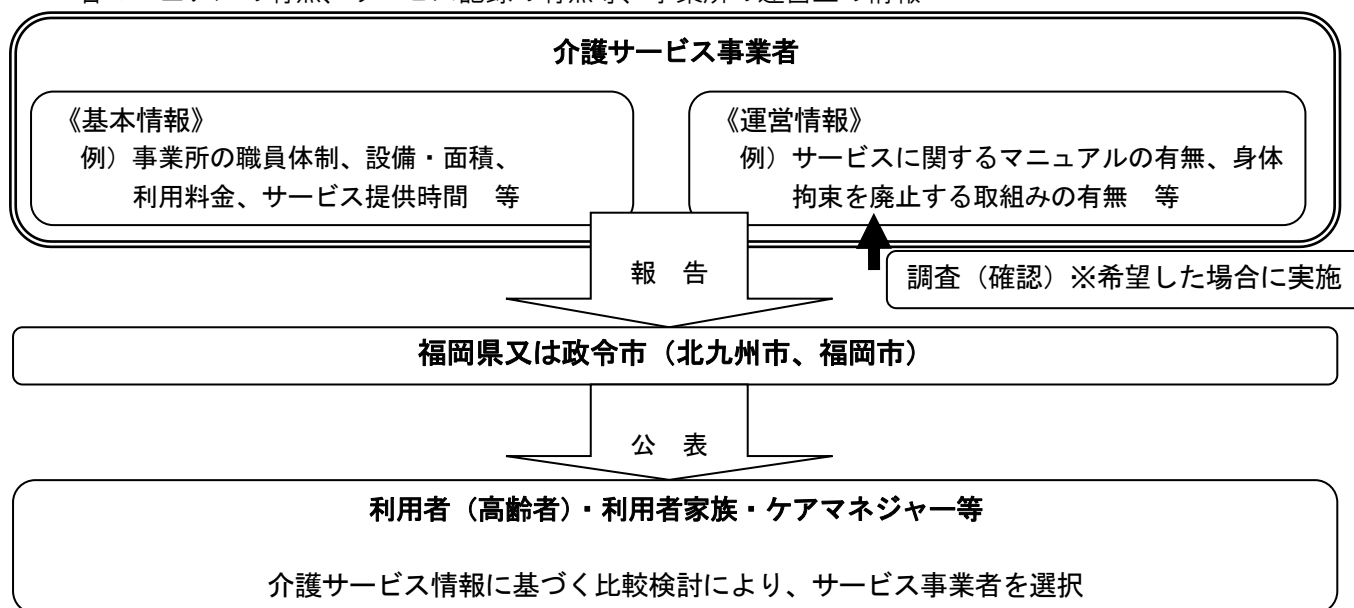 介護サービス事業者
《基本情報》
例）事業所の職員体制、設備・面積、
利用料金、サービス提供時間　等
《運営情報》
例）サービスに関するマニュアルの有無、身体
拘束を廃止する取組みの有無　等
報　告
調査（確認）※希望した場合に実施
福岡県又は政令市（北九州市、福岡市）
公　表
利用者（高齢者）・利用者家族・ケアマネジャー等
介護サービス情報に基づく比較検討により、サービス事業者を選択